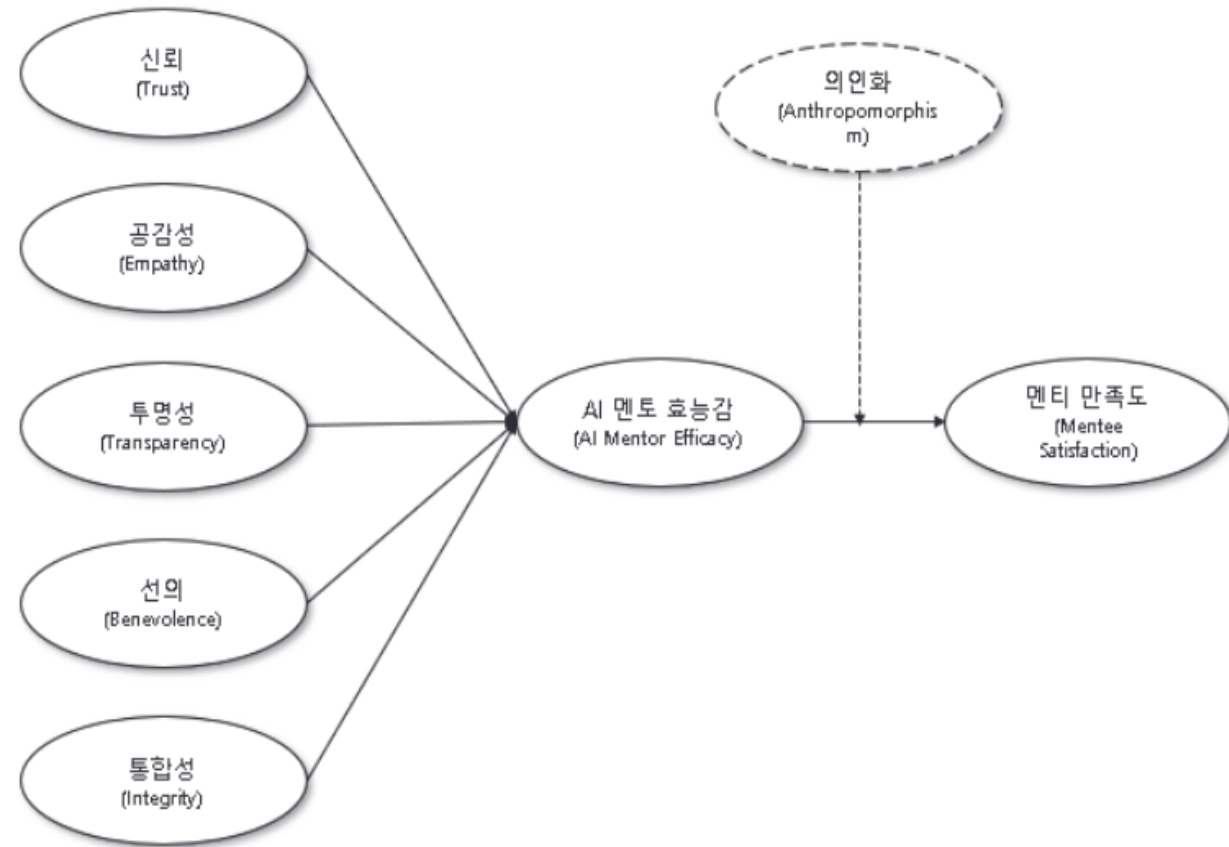 신뢰
(Trust)
의인화
(Anthropomorphis
m)
공감성
(Empathy)
투명성
(Transparency)
AI 멘토 효능감
(AI Mentor Efficacy)
멘티 만족도
(Mentee
Satisfaction)
선의
(Benevolence)
통합성
(Integrity)